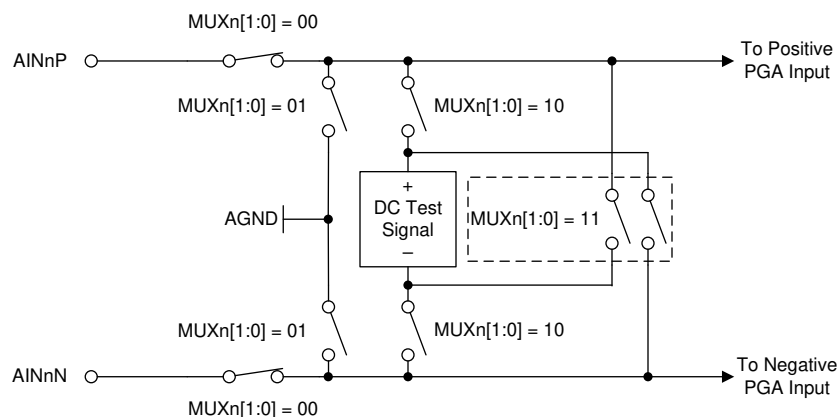 MUXn[1:0] = 00
AINnP
To Positive
PGA Input
MUXn[1:0] = 01
MUXn[1:0] = 10
+
DC Test
Signal
–
AGND
MUXn[1:0] = 11
MUXn[1:0] = 01
MUXn[1:0] = 10
AINnN
To Negative
PGA Input
MUXn[1:0] = 00